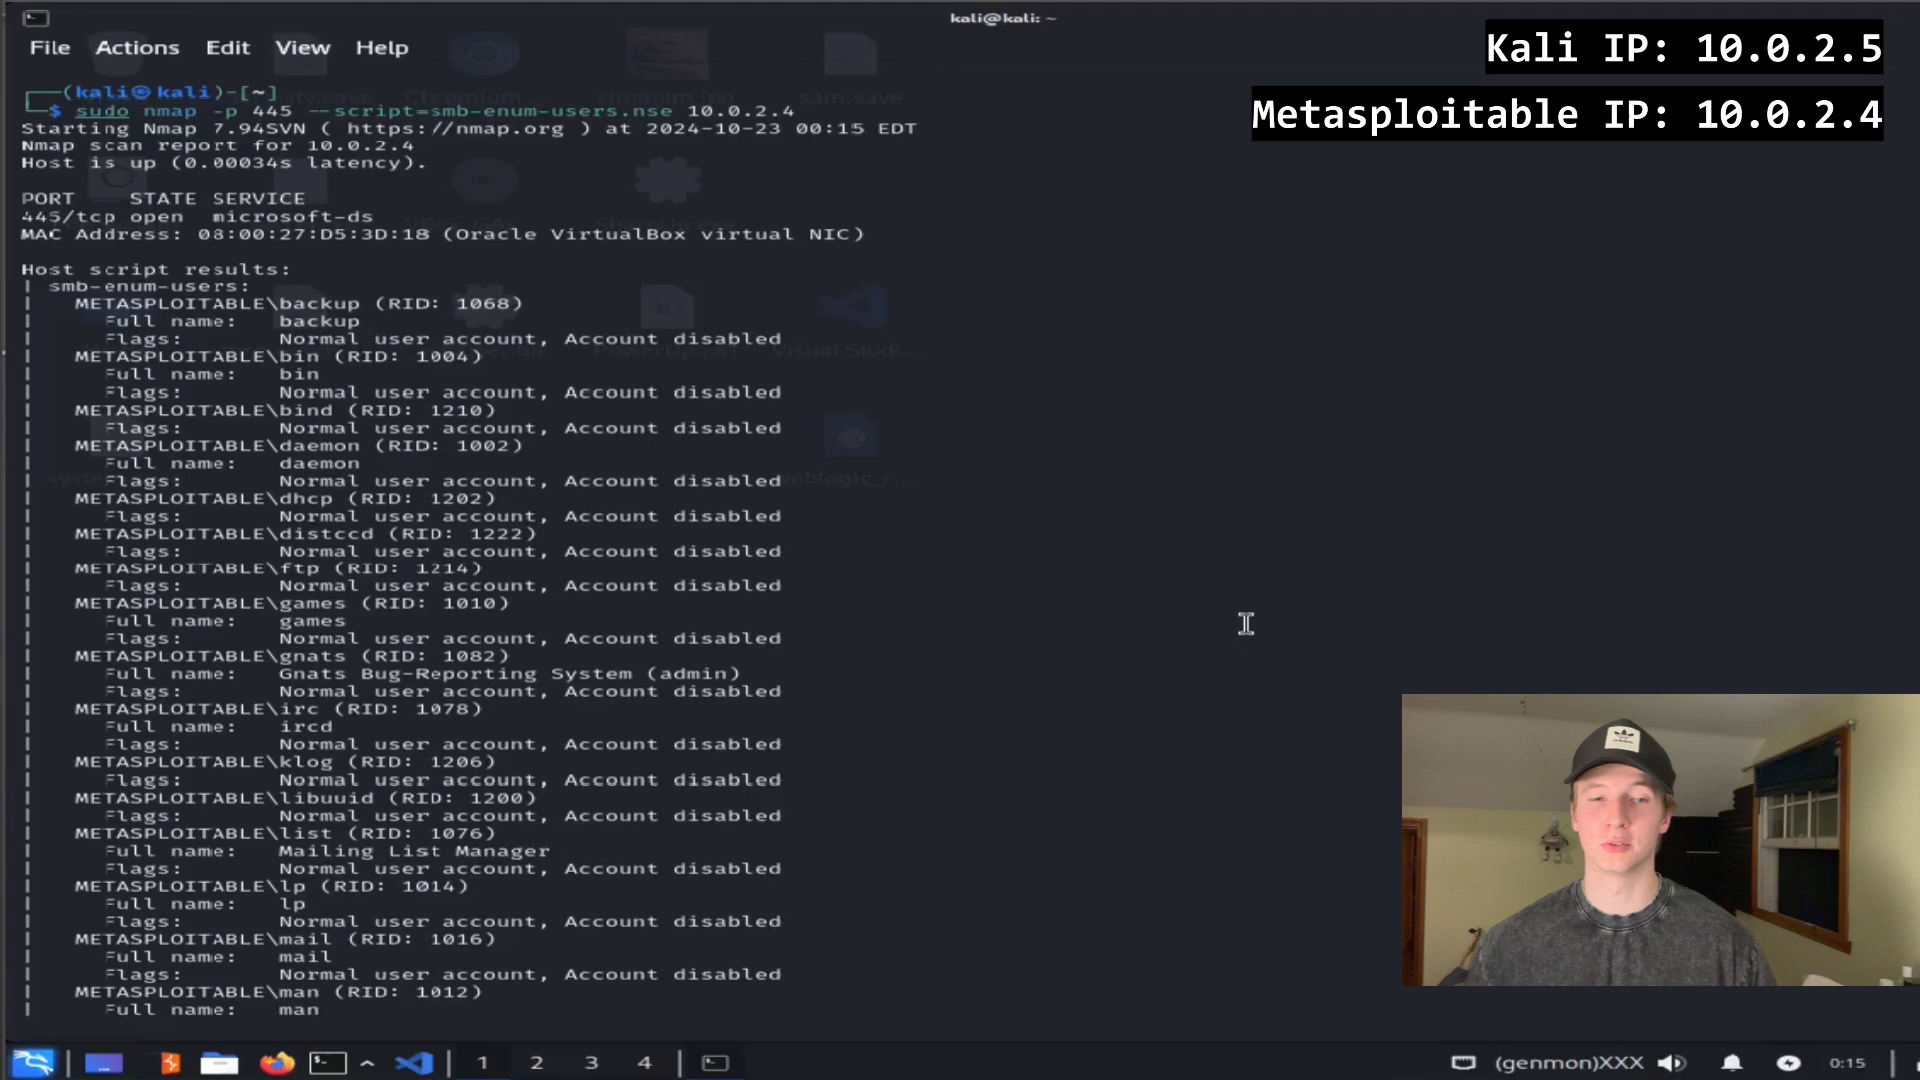 kali@kali: ~
File Actions Edit View Help
Kali IP: 10.0.2.5
Metasploitable IP: 10.0.2.4
(kali㉿kali)-[~]
$ sudo nmap -p 445 --script=smb-enum-users.nse 10.0.2.4
Starting Nmap 7.94SVN ( https://nmap.org ) at 2024-10-23 00:15 EDT
Nmap scan report for 10.0.2.4
Host is up (0.00034s latency).
PORT STATE SERVICE
445/tcp open microsoft-ds
MAC Address: 08:00:27:D5:3D:18 (Oracle VirtualBox virtual NIC)
Host script results:
| smb-enum-users:
| METASPLOITABLE\backup (RID: 1068)
| Full name: backup
| Flags: Normal user account, Account disabled
| METASPLOITABLE\bin (RID: 1004)
| Full name: bin
| Flags: Normal user account, Account disabled
| METASPLOITABLE\bind (RID: 1210)
| Flags: Normal user account, Account disabled
| METASPLOITABLE\daemon (RID: 1002)
| Full name: daemon
| Flags: Normal user account, Account disabled
| METASPLOITABLE\dhcp (RID: 1202)
| Flags: Normal user account, Account disabled
| METASPLOITABLE\distccd (RID: 1222)
| Flags: Normal user account, Account disabled
| METASPLOITABLE\ftp (RID: 1214)
| Flags: Normal user account, Account disabled
| METASPLOITABLE\games (RID: 1010)
| Full name: games
| Flags: Normal user account, Account disabled
| METASPLOITABLE\gnats (RID: 1082)
| Full name: Gnats Bug-Reporting System (admin)
| Flags: Normal user account, Account disabled
| METASPLOITABLE\irc (RID: 1078)
| Full name: ircd
| Flags: Normal user account, Account disabled
| METASPLOITABLE\klog (RID: 1206)
| Flags: Normal user account, Account disabled
| METASPLOITABLE\libuuid (RID: 1200)
| Flags: Normal user account, Account disabled
| METASPLOITABLE\list (RID: 1076)
| Full name: Mailing List Manager
| Flags: Normal user account, Account disabled
| METASPLOITABLE\lp (RID: 1014)
| Full name: lp
| Flags: Normal user account, Account disabled
| METASPLOITABLE\mail (RID: 1016)
| Full name: mail
| Flags: Normal user account, Account disabled
| METASPLOITABLE\man (RID: 1012)
| Full name: man
1 2 3 4
(genmon)XXX
0:15